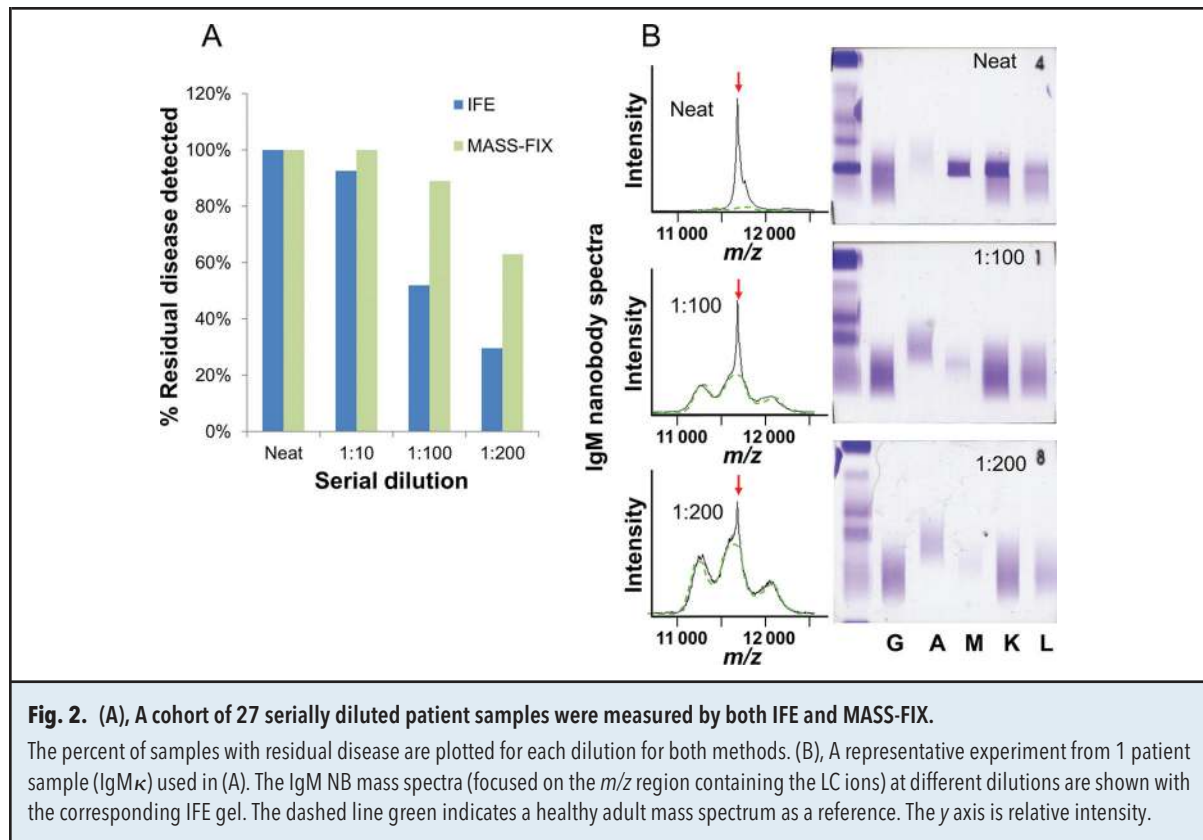 A
120%
100%
80%
60%
40%
20%
0%
% Residual disease detected
IFE
MASS-FIX
Neat 1:10 1:100 1:200
Serial dilution
B
IgM nanobody spectra
Intensity
Neat
11 000 12 000
m/z
Neat 4
Intensity
1:100
11 000 12 000
m/z
1:100 1
Intensity
1:200
11 000 12 000
m/z
1:200 8
G A M K L
Fig. 2. (A), A cohort of 27 serially diluted patient samples were measured by both IFE and MASS-FIX.
The percent of samples with residual disease are plotted for each dilution for both methods. (B), A representative experiment from 1 patient
sample (IgMκ) used in (A). The IgM NB mass spectra (focused on the m/z region containing the LC ions) at different dilutions are shown with
the corresponding IFE gel. The dashed line green indicates a healthy adult mass spectrum as a reference. The y axis is relative intensity.